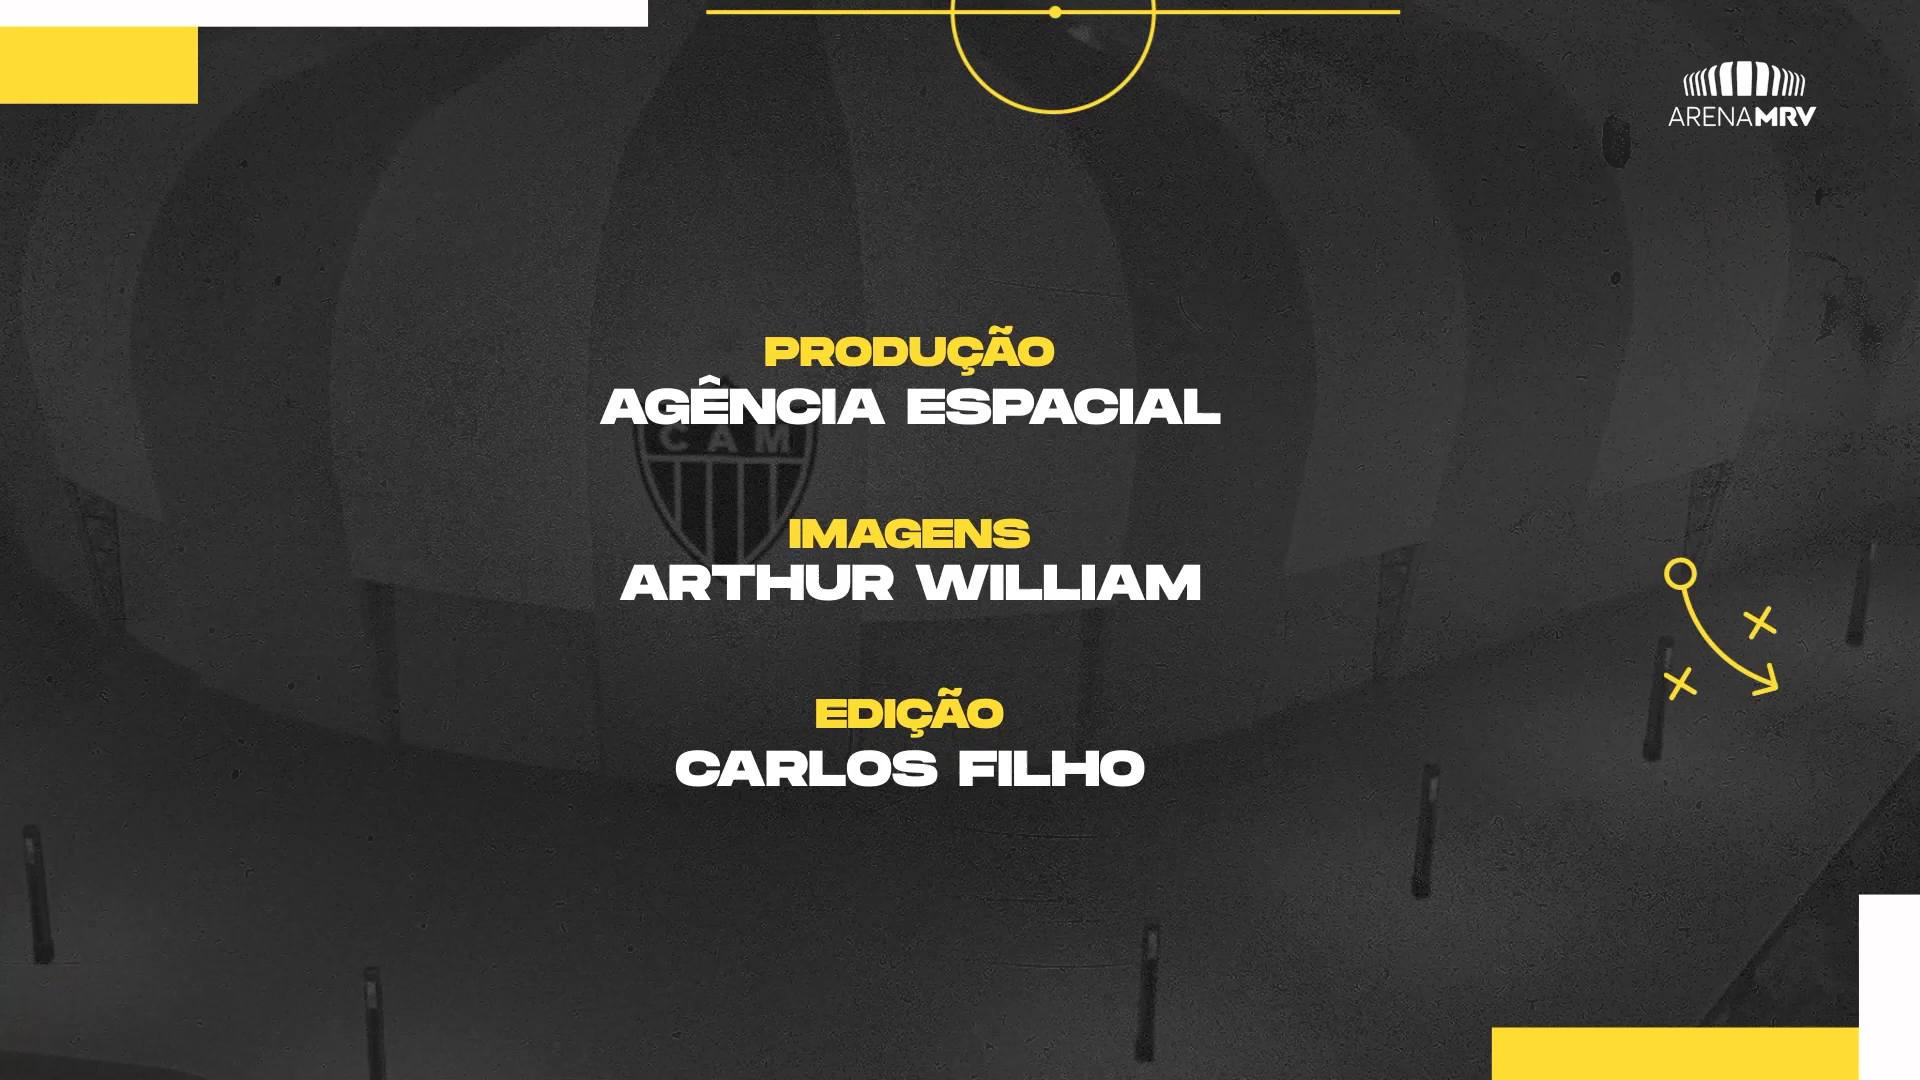 ARENAMRV
PRODUÇÃO
AGÊNCIA ESPACIAL
CAM
IMAGENS
ARTHUR WILLIAM
EDIÇÃO
CARLOS FILHO